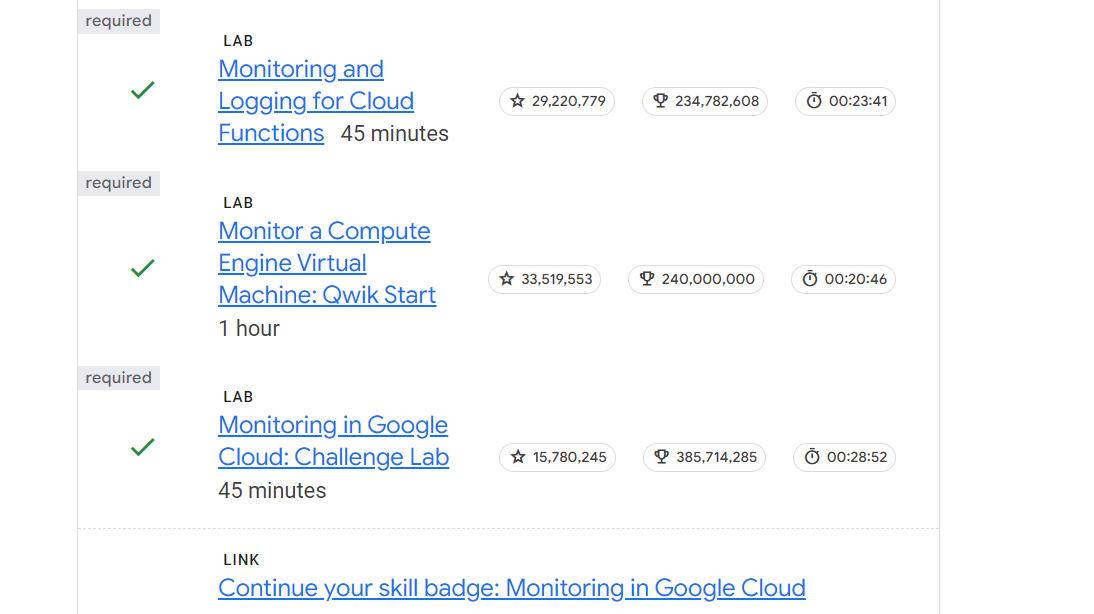 required
LAB
Monitoring and
Logging for Cloud
Functions 45 minutes
29,220,779 234,782,608 00:23:41
required
LAB
Monitor a Compute
Engine Virtual
Machine: Qwik Start
1 hour
33,519,553 240,000,000 00:20:46
required
LAB
Monitoring in Google
Cloud: Challenge Lab
45 minutes
15,780,245 385,714,285 00:28:52
LINK
Continue your skill badge: Monitoring in Google Cloud